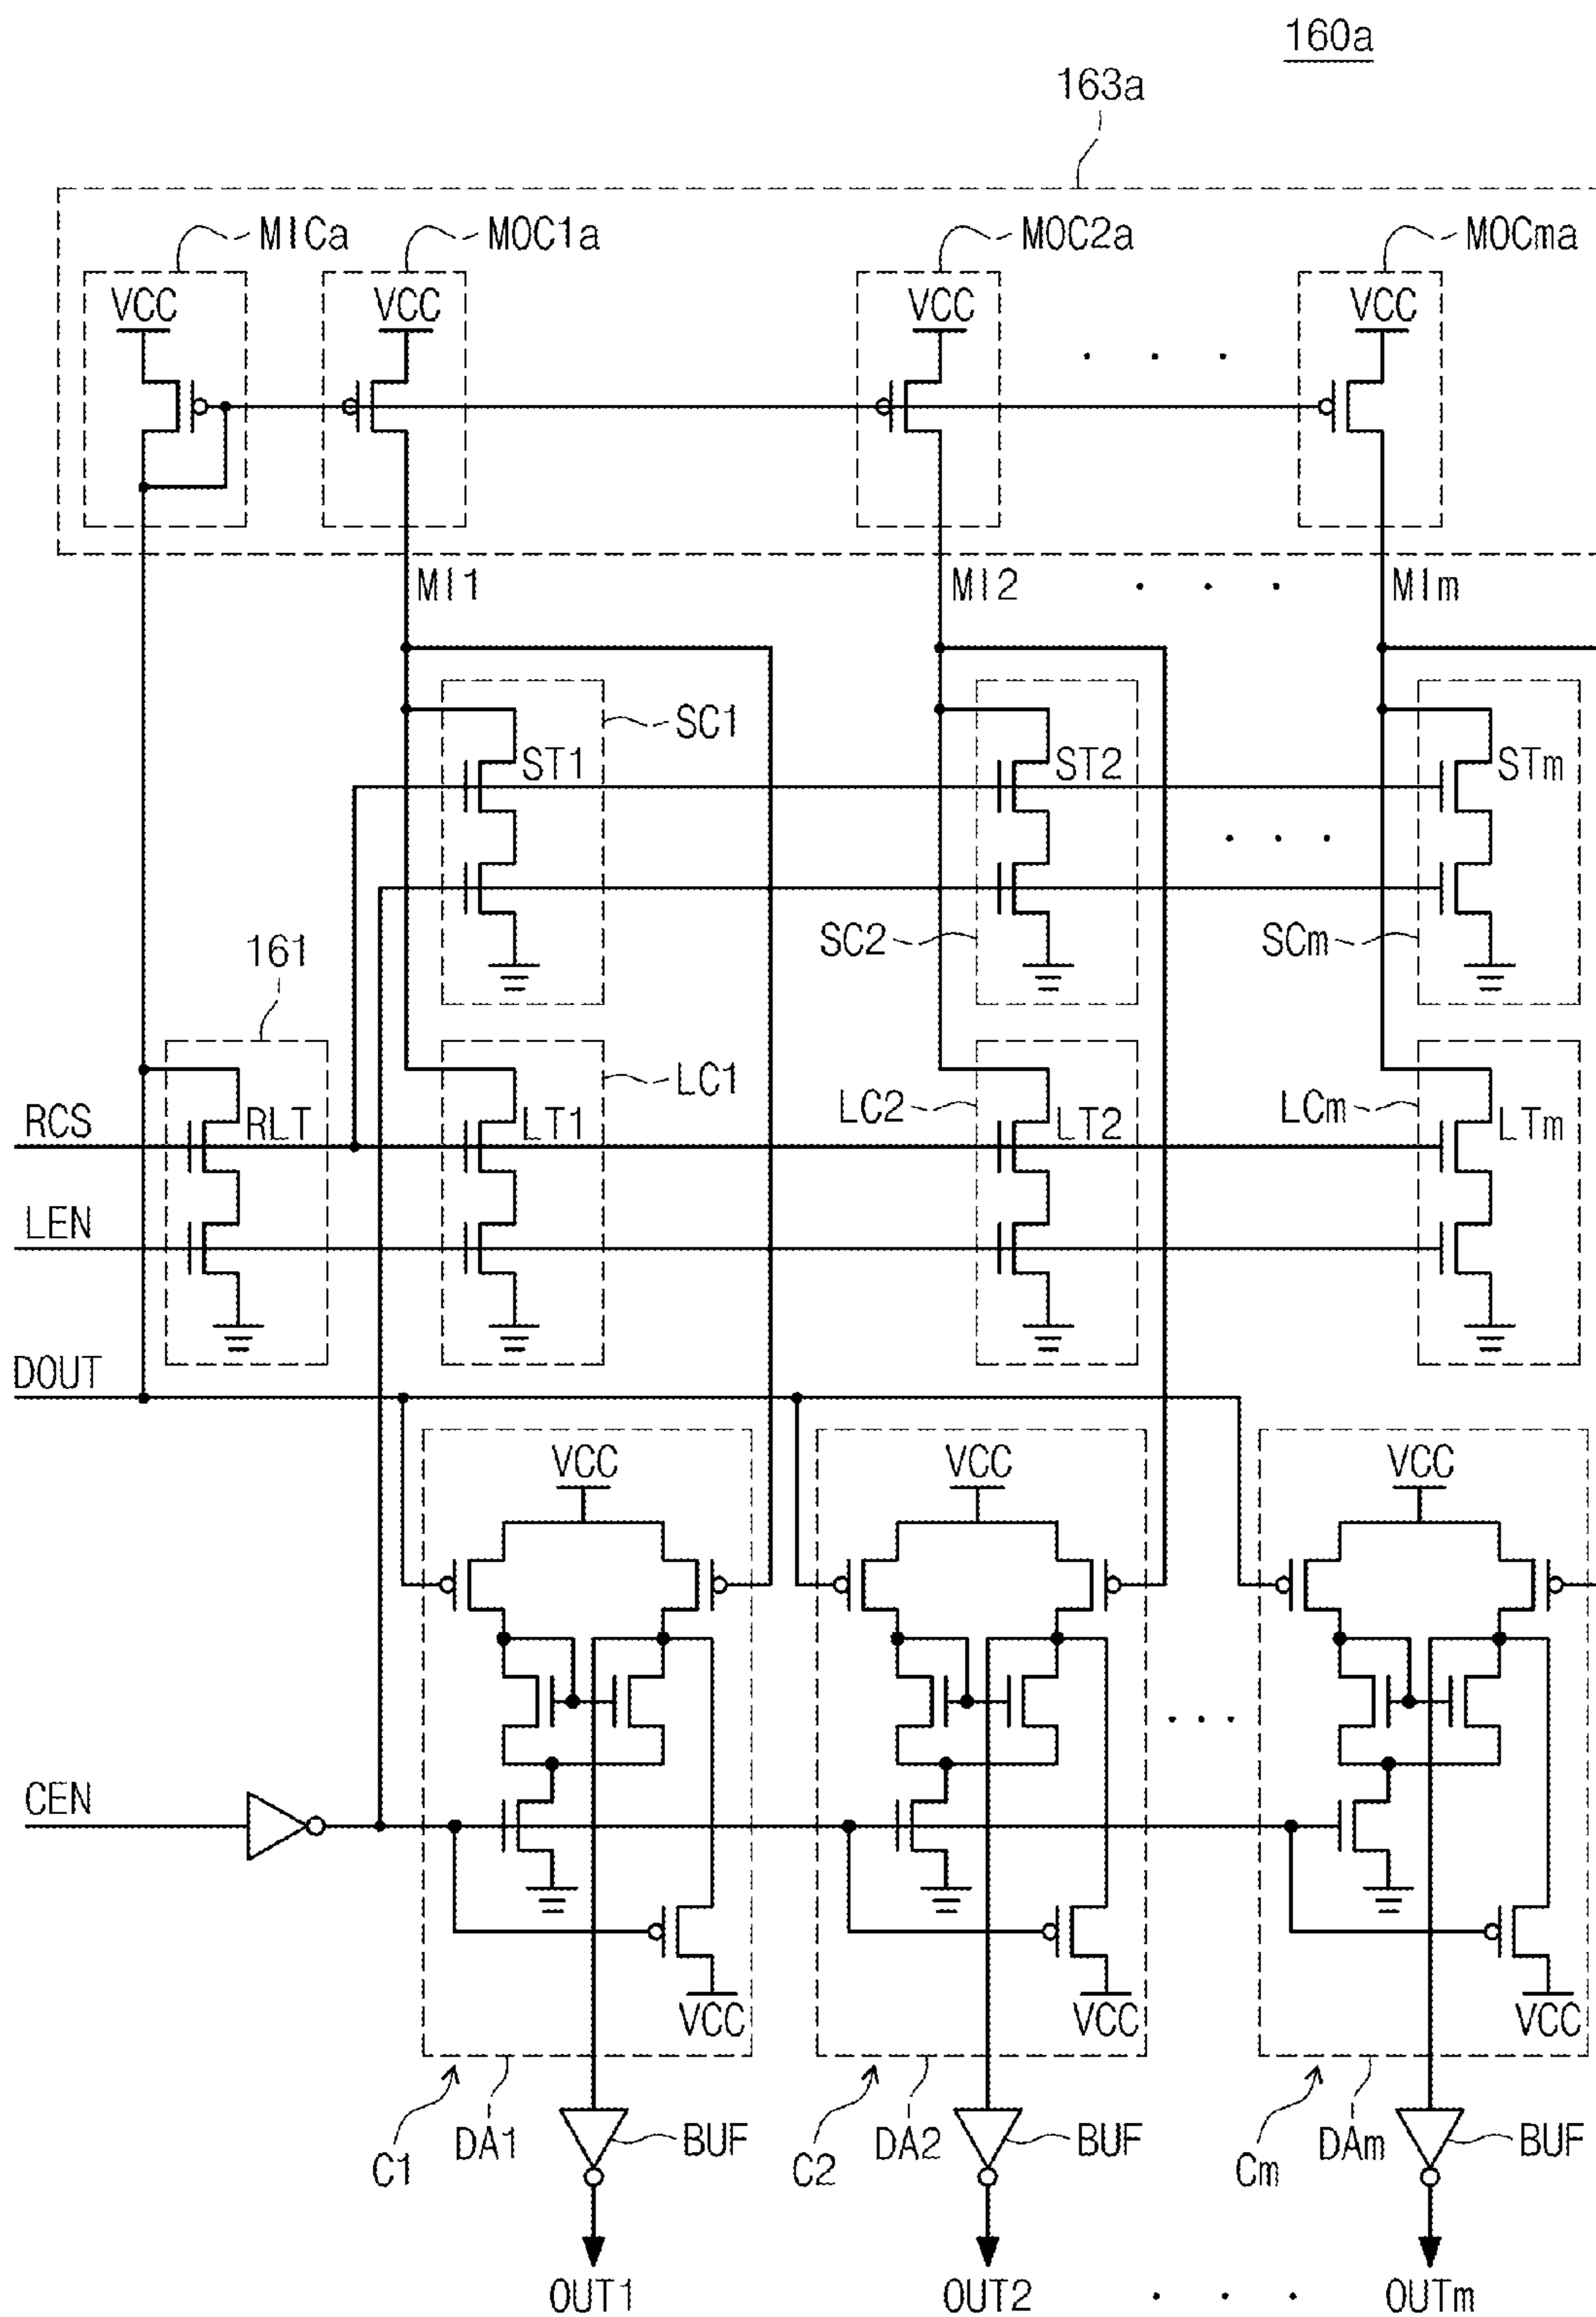 160a
163a
MICa
MOC1a
MOC2a
MOCma
VCC
VCC
VCC
. . .
VCC
MI1
MI2
. . .
MIm
SC1
ST1
ST2
STm
. . .
SC2
SCm
161
LC1
RCS
RLT
LT1
LC2
LT2
LCm
LTm
LEN
DOUT
VCC
VCC
VCC
. . .
CEN
VCC
VCC
VCC
C1
DA1
BUF
C2
DA2
BUF
Cm
DAm
BUF
OUT1
OUT2
. . .
OUTm